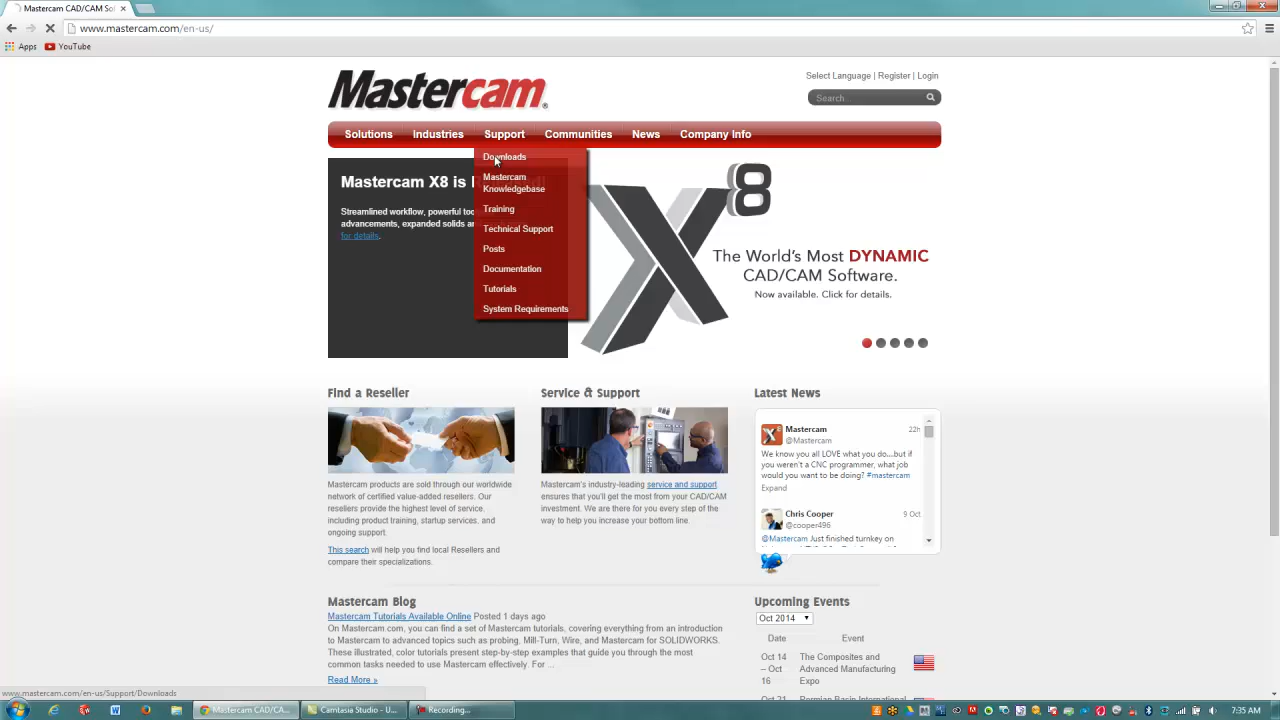 Mastercam CAD/CAM Sol
www.mastercam.com/en-us/
Apps
YouTube
Mastercam®
Select Language | Register | Login
Search...
Solutions
Industries
Support
Communities
News
Company Info
Downloads
Mastercam
Knowledgebase
Training
Technical Support
Posts
Documentation
Tutorials
System Requirements
Mastercam X8 is
Streamlined workflow, powerful
advancements, expanded solids
for details.
X8
The World's Most DYNAMIC
CAD/CAM Software.
Now available. Click for details.
Find a Reseller
Mastercam products are sold through our worldwide
network of certified value-added resellers. Our
resellers provide the highest level of service,
including product training, startup services, and
ongoing support.
This search will help you find local Resellers and
compare their specializations.
Service & Support
Mastercam's industry-leading service and support
ensures that you'll get the most from your CAD/CAM
investment. We are there for you every step of the
way to help you increase your bottom line.
Latest News
Mastercam 22h
@Mastercam
We know you all LOVE what you do....but if
you weren't a CNC programmer, what job
would you want to be doing? #mastercam
Expand
Chris Cooper 9 Oct
@cooper496
@Mastercam Just finished turnkey on
Mastercam Blog
Mastercam Tutorials Available Online Posted 1 days ago
On Mastercam.com, you can find a set of Mastercam tutorials, covering everything from an introduction
to Mastercam to advanced topics such as probing, Mill-Turn, Wire, and Mastercam for SOLIDWORKS.
These illustrated, color tutorials present step-by-step examples that guide you through the most
common tasks needed to use Mastercam effectively. For ...
Read More »
Upcoming Events
Oct 2014
Date Event
Oct 14
– Oct
16
The Composites and
Advanced Manufacturing
Expo
Oct 21 Permian Basin International
www.mastercam.com/en-us/Support/Downloads
Mastercam CAD/CA...
Camtasia Studio - U...
Recording...
7:35 AM